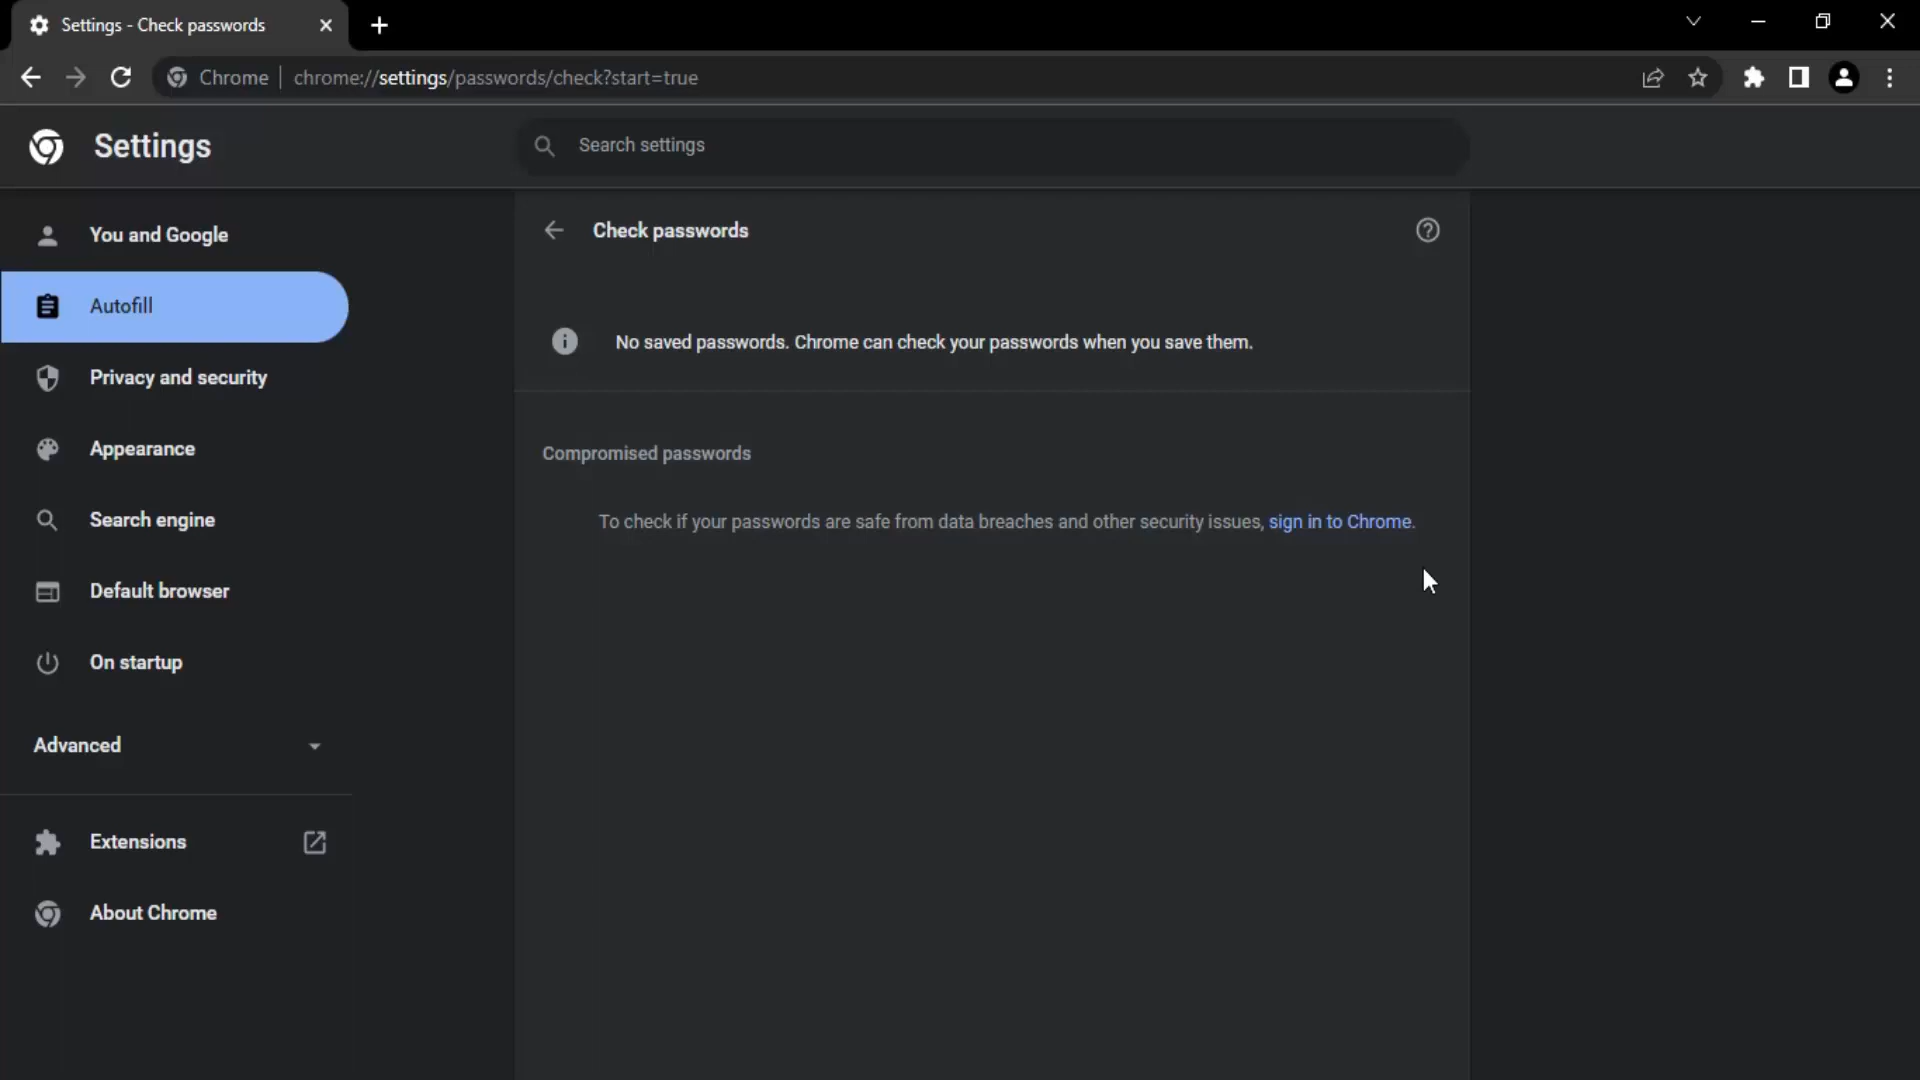 Settings - Check passwords
Chrome
chrome://settings/passwords/check?start=true
Settings
Search settings
You and Google
Autofill
Privacy and security
Appearance
Search engine
Default browser
On startup
Advanced
Extensions
About Chrome
Check passwords
No saved passwords. Chrome can check your passwords when you save them.
Compromised passwords
To check if your passwords are safe from data breaches and other security issues, sign in to Chrome.